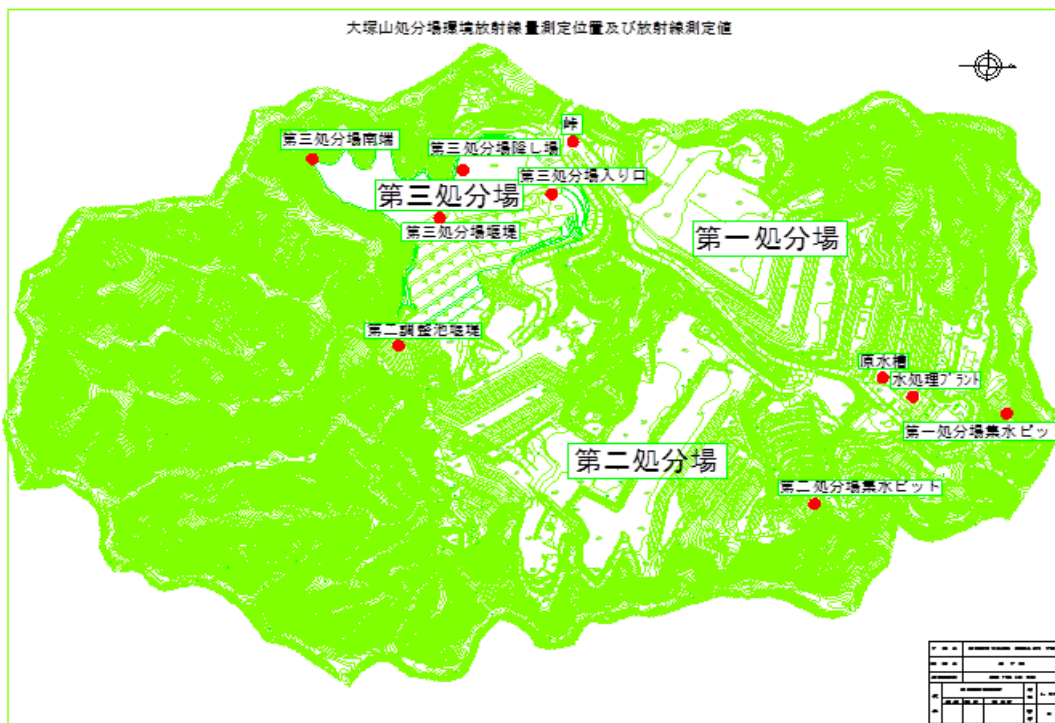 大塚山処分場環境放射線量測定位置及び放射線測定値
峠
第三処分場南端
第三処分場降し場
第三処分場入り口
第三処分場
第三処分場堰堤
第一処分場
第二調整池堰堤
原水槽
水処理プラント
第一処分場集水ピッ
第二処分場
第二処分場集水ピット